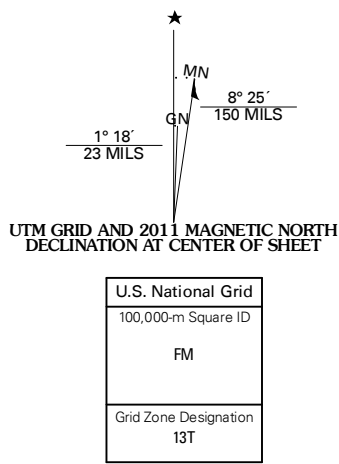 MN
8° 25´
150 MILS
GN
1° 18´
23 MILS
UTM GRID AND 2011 MAGNETIC NORTH
DECLINATION AT CENTER OF SHEET
U.S. National Grid
100,000-m Square ID
FM
Grid Zone Designation
13T